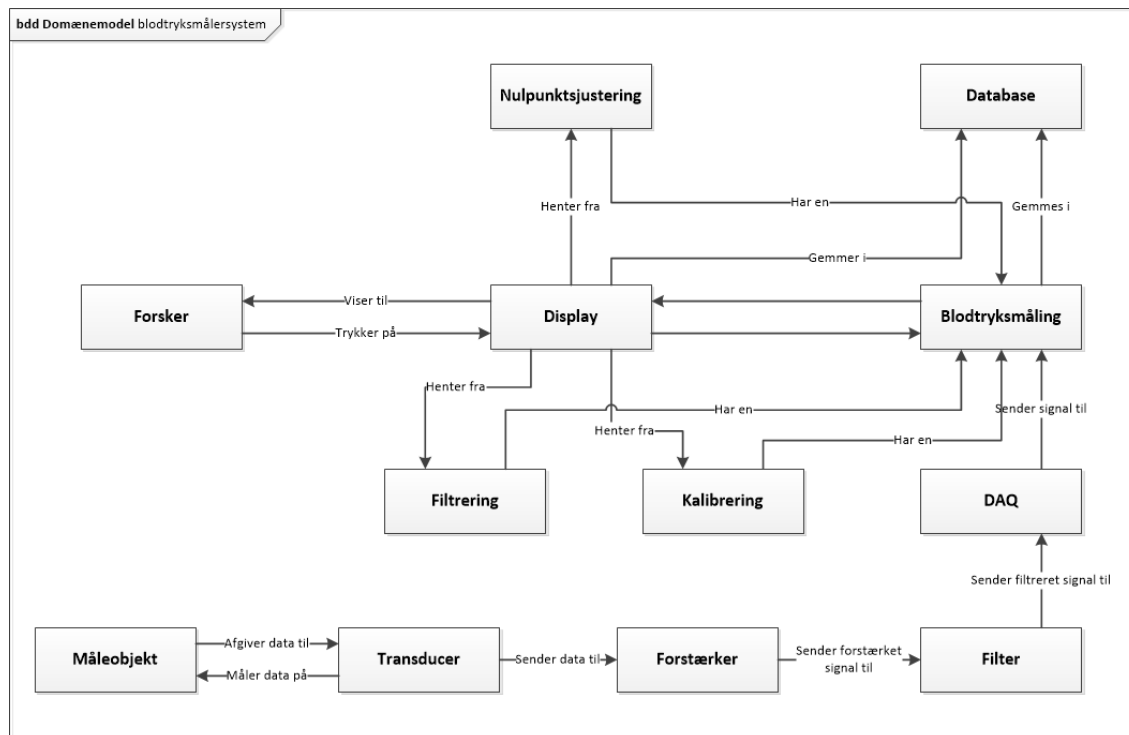 bdd Domænemodel blodtryksmålersystem
Nulpunktsjustering
Database
Henter fra
Har en
Gemmes i
Gemmer i
Forsker
Viser til
Trykker på
Display
Blodtryksmåling
Henter fra
Har en
Sender signal til
Henter fra
Har en
Filtrering
Kalibrering
DAQ
Sender filtreret signal til
Måleobjekt
Afgiver data til
Måler data på
Transducer
Sender data til
Forstærker
Sender forstærket
signal til
Filter